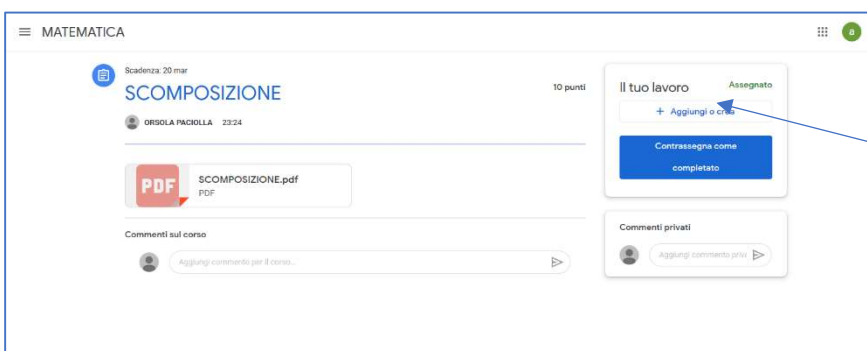 MATEMATICA
a
Scadenza: 20 mar
SCOMPOSIZIONE
10 punti
ORSOLA PACIOLLA 23:24
PDF
SCOMPOSIZIONE.pdf
PDF
Commenti sul corso
Aggiungi commento per il corso...
Il tuo lavoro
Assegnato
+ Aggiungi o crea
Contrassegna come
completato
Commenti privati
Aggiungi commento priv